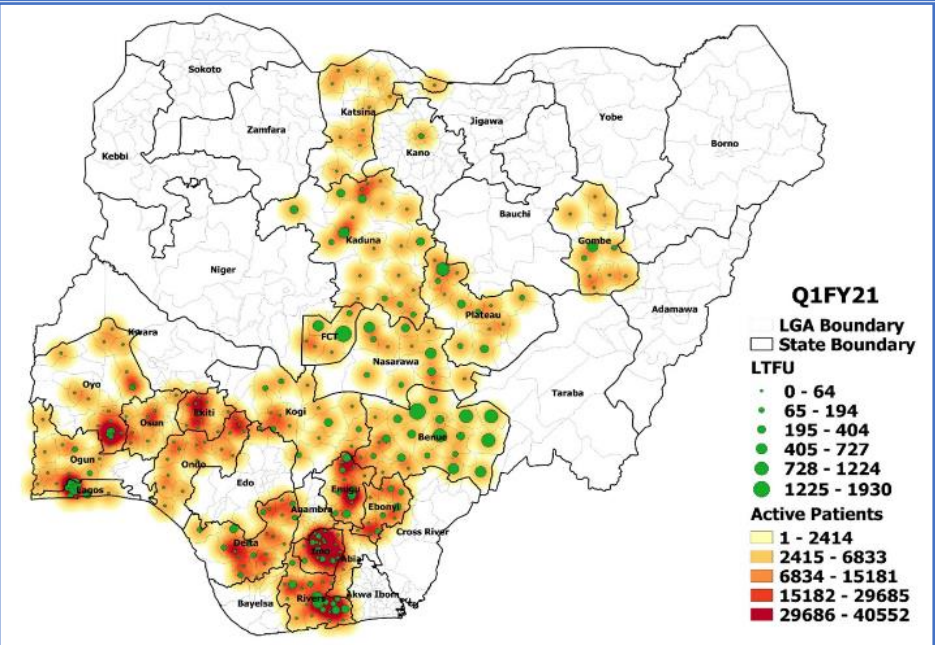 Sokoto
Katsina
Jigawa
Yobe
Zamfara
Borno
Kano
Kebbi
Bauchi
Kaduna
Gombe
Niger
Adamawa
Plateau
Kwara
FCT
Nasarawa
Oyo
Taraba
Ekiti
Kogi
Osun
Benue
Ogun
Ondo
Edo
Lagos
Enugu
Ebonyi
Anambra
Cross River
Delta
Imo
Abia
Akwa Ibom
Rivers
Bayelsa
Q1FY21
LGA Boundary
State Boundary
LTFU
0 - 64
65 - 194
195 - 404
405 - 727
728 - 1224
1225 - 1930
Active Patients
1 - 2414
2415 - 6833
6834 - 15181
15182 - 29685
29686 - 40552